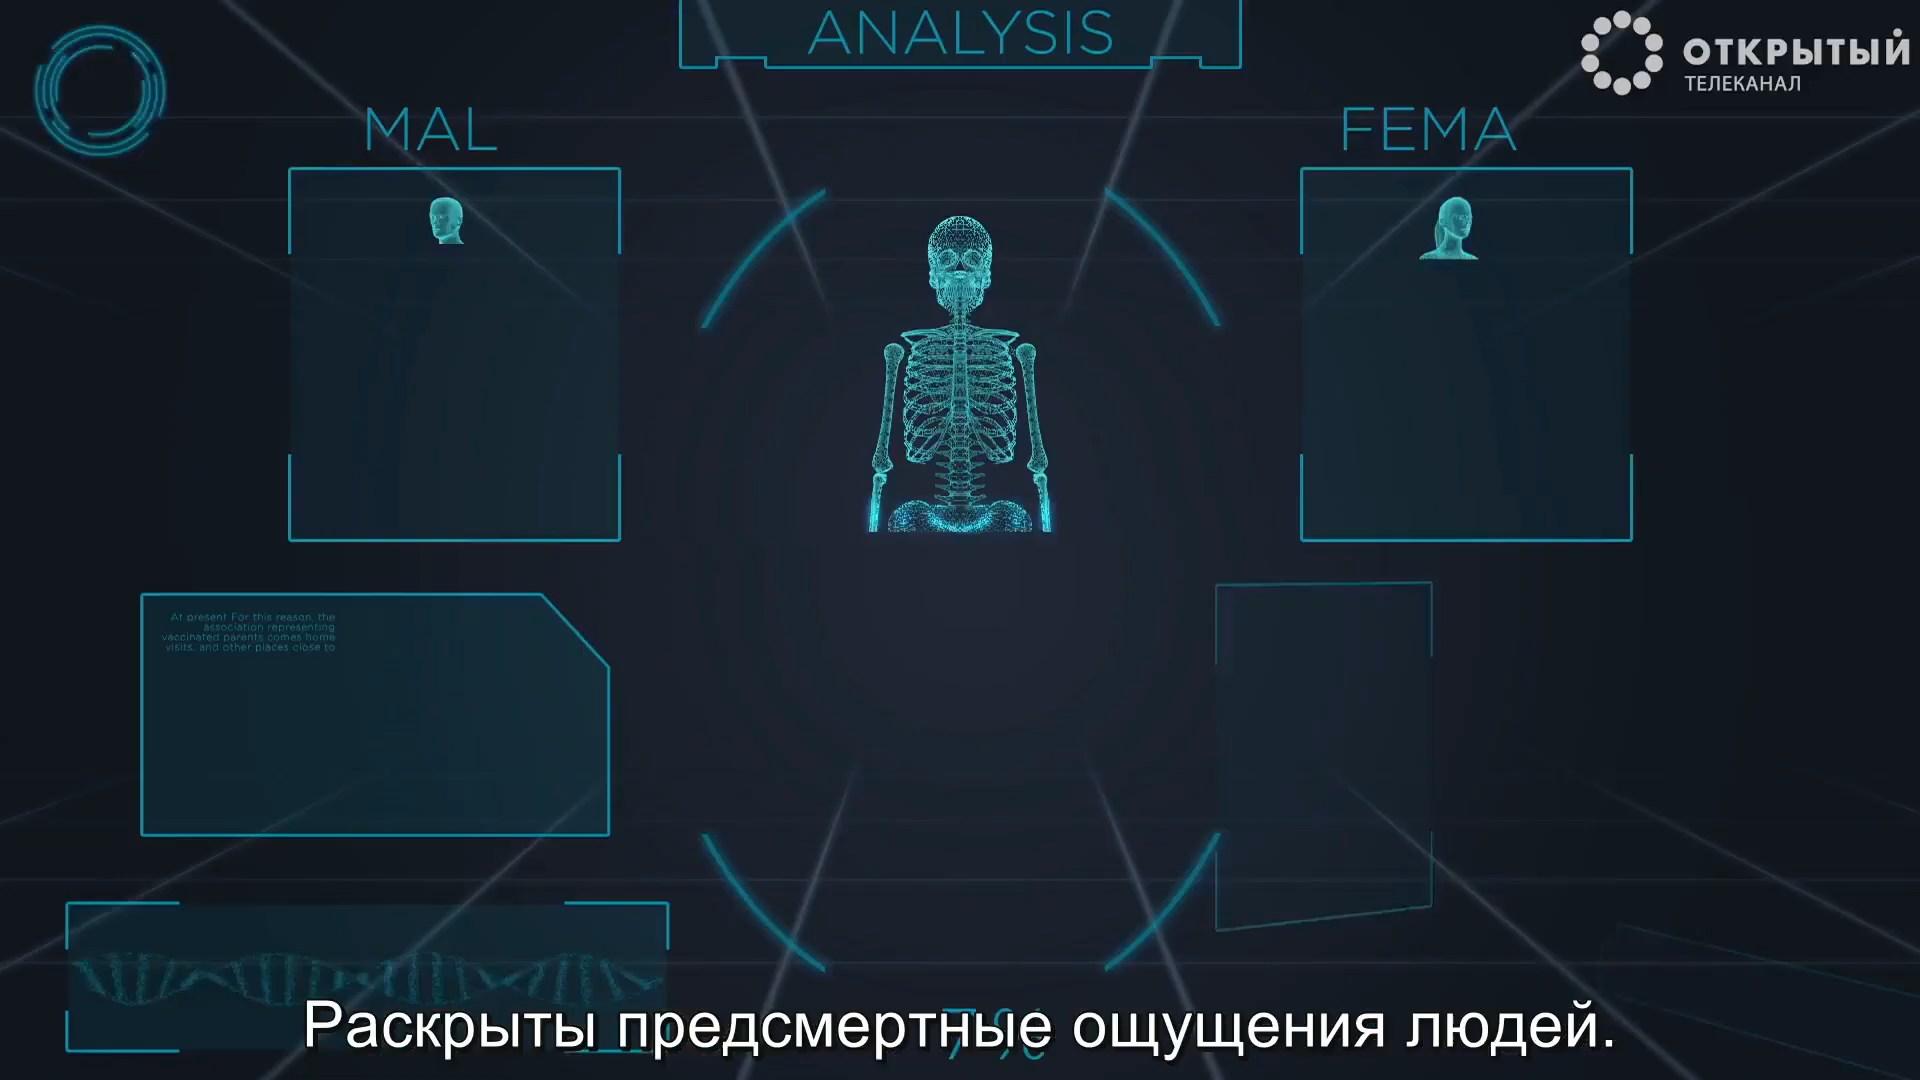 ANALYSIS
ОТКРЫТЫЙ
ТЕЛЕКАНАЛ
MAL
FEMA
At present For this reason, the
association representing
vaccinated parents comes home
visits, and other places close to
7%
Раскрыты предсмертные ощущения людей.